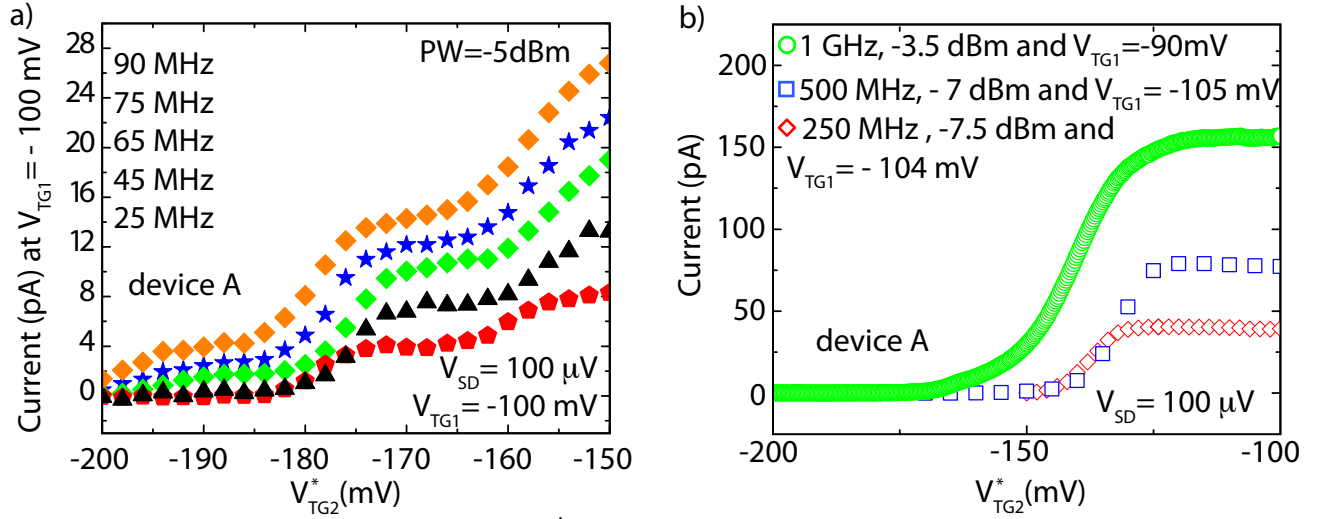 a)
28
24
20
16
12
8
4
0
Current (pA) at V_TG1 = - 100 mV
90 MHz
75 MHz
65 MHz
45 MHz
25 MHz
PW=-5dBm
device A
V_SD = 100 μV
V_TG1 = -100 mV
-200 -190 -180 -170 -160 -150
V*_TG2(mV)
b)
200
150
100
50
0
Current (pA)
1 GHz, -3.5 dBm and V_TG1=-90mV
500 MHz, - 7 dBm and V_TG1= -105 mV
250 MHz , -7.5 dBm and
V_TG1= - 104 mV
device A
V_SD= 100 μV
-200 -150 -100
V*_TG2(mV)